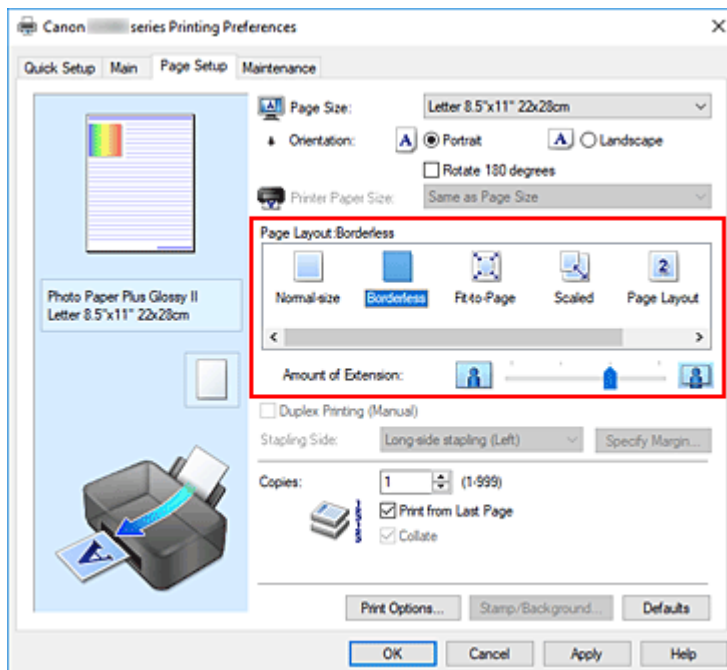 Canon series Printing Preferences
Quick Setup Main Page Setup Maintenance
Page Size: Letter 8.5"x11" 22x28cm
Orientation: A Portrait A Landscape
Rotate 180 degrees
Printer Paper Size: Same as Page Size
Page Layout:Borderless
2
Normal-size Borderless Fit-to-Page Scaled Page Layout
Photo Paper Plus Glossy II
Letter 8.5"x11" 22x28cm
Amount of Extension:
Duplex Printing (Manual)
Stapling Side: Long-side stapling (Left) Specify Margin...
Copies: 1 (1-999)
Print from Last Page
Collate
A
Print Options... Stamp/Background... Defaults
OK Cancel Apply Help